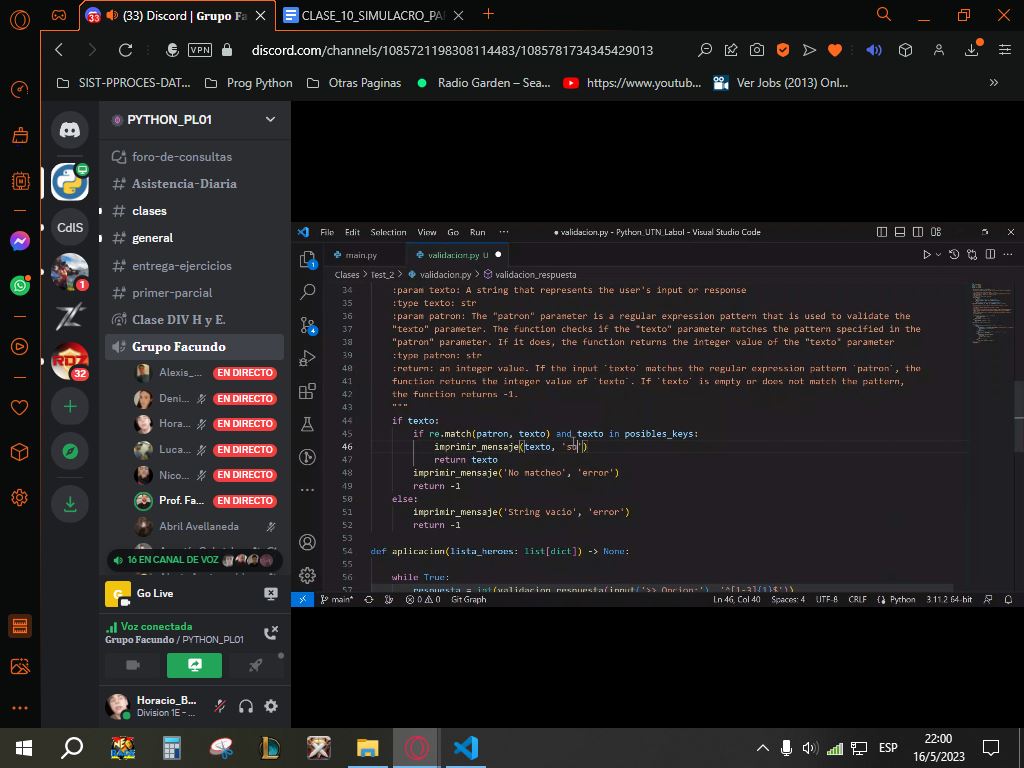 (33) Discord | Grupo Fa
CLASE_10_SIMULACRO_PA
VPN
discord.com/channels/1085721198308114483/1085781734345429013
SIST-PPROCES-DAT...
Prog Python
Otras Paginas
Radio Garden – Sea...
https://www.youtub...
Ver Jobs (2013) Onl...
PYTHON_PL01
foro-de-consultas
Asistencia-Diaria
clases
general
entrega-ejercicios
primer-parcial
Clase DIV H y E.
Grupo Facundo
Alexis_... EN DIRECTO
Deni... EN DIRECTO
Hora... EN DIRECTO
Luca... EN DIRECTO
Nico... EN DIRECTO
Prof. Fa... EN DIRECTO
Abril Avellaneda
16 EN CANAL DE VOZ
Go Live
Voz conectada
Grupo Facundo / PYTHON_PL01
Horacio_B...
Division 1E - ...
CdlS
33
1
32
File Edit Selection View Go Run ···
● validacion.py - Python_UTN_LaboI - Visual Studio Code
main.py
validacion.py U
Clases > Test_2 > validacion.py > validacion_respuesta
34 :param texto: A string that represents the user's input or response
35 :type texto: str
36 :param patron: The "patron" parameter is a regular expression pattern that is used to validate the
37 "texto" parameter. The function checks if the "texto" parameter matches the pattern specified in the
38 "patron" parameter. If it does, the function returns the integer value of the "texto" parameter
39 :type patron: str
40 :return: an integer value. If the input `texto` matches the regular expression pattern `patron`, the
41 function returns the integer value of `texto`. If `texto` is empty or does not match the pattern,
42 the function returns -1.
43 """
44 if texto:
45 if re.match(patron, texto) and texto in posibles_keys:
46 imprimir_mensaje(texto, 'su')
47 return texto
48 imprimir_mensaje('No matcheo', 'error')
49 return -1
50 else:
51 imprimir_mensaje('String vacio', 'error')
52 return -1
53
54 def aplicacion(lista_heroes: list[dict]) -> None:
55
56 while True:
57 respuesta = int(validacion_respuesta(input('>> Opcion:'), '^[1-3]{1}$'))
1
4
main*
0 0
Git Graph
Ln 46, Col 40
Spaces: 4
UTF-8
CRLF
Python
3.11.2 64-bit
ESP
22:00
16/5/2023